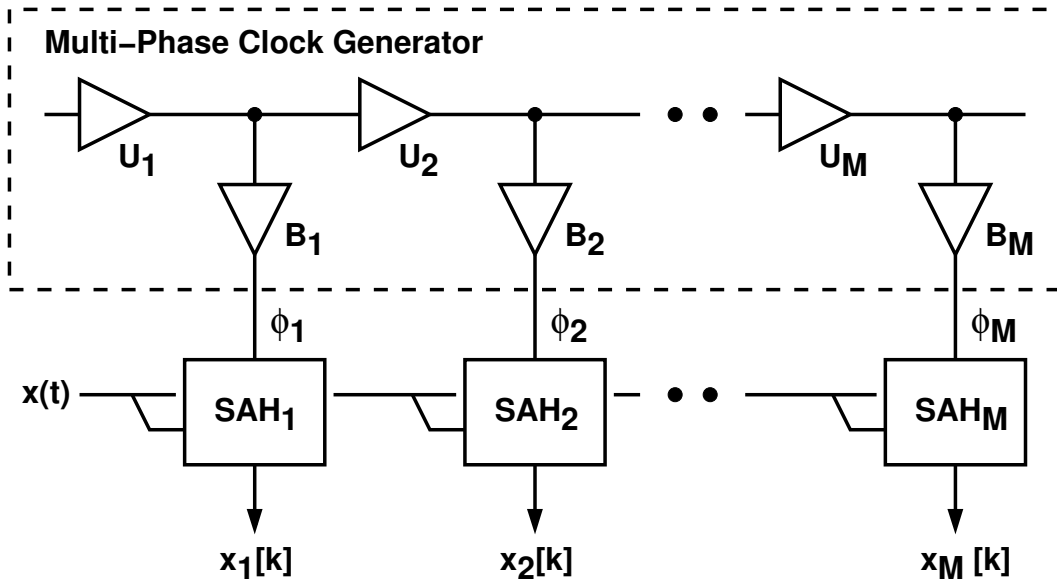 Multi−Phase Clock Generator
U1 U2 UM
B1 B2 BM
ϕ1 ϕ2 ϕM
x(t) SAH1 SAH2 SAHM
x1[k] x2[k] xM [k]